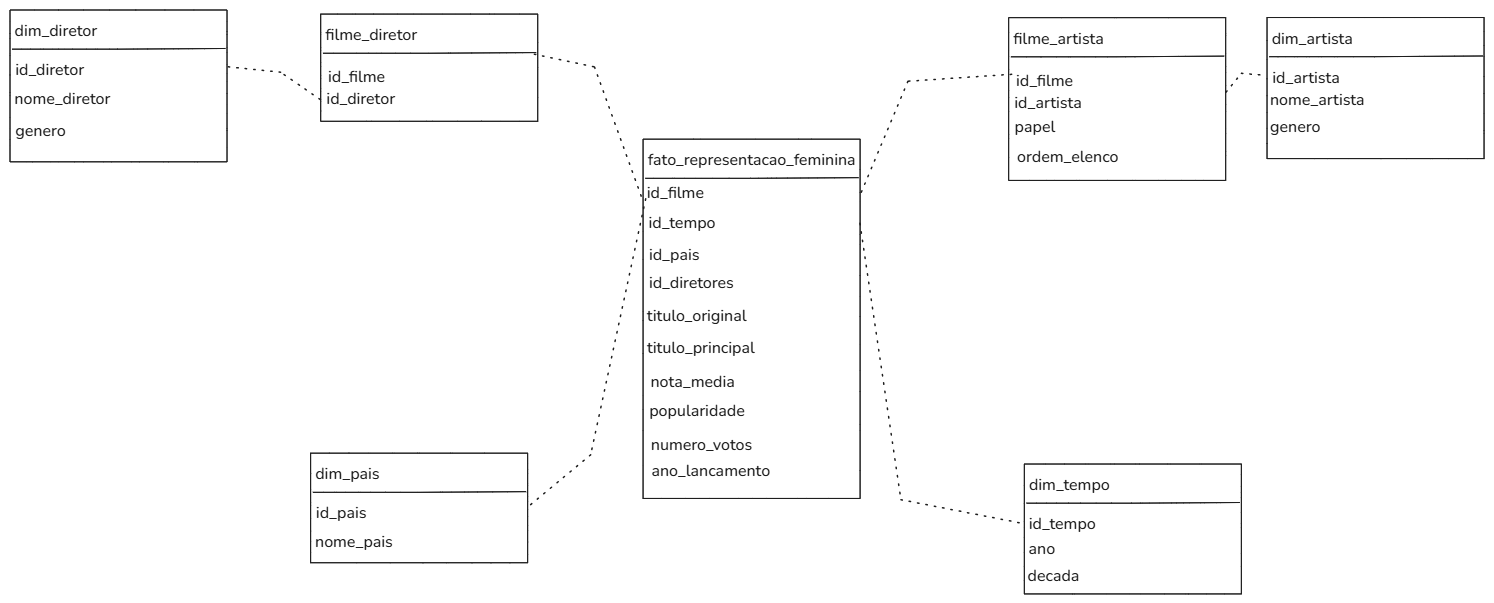 dim_diretor
id_diretor
nome_diretor
genero
filme_diretor
id_filme
id_diretor
fato_representacao_feminina
id_filme
id_tempo
id_pais
id_diretores
titulo_original
titulo_principal
nota_media
popularidade
numero_votos
ano_lancamento
filme_artista
id_filme
id_artista
papel
ordem_elenco
dim_artista
id_artista
nome_artista
genero
dim_pais
id_pais
nome_pais
dim_tempo
id_tempo
ano
decada